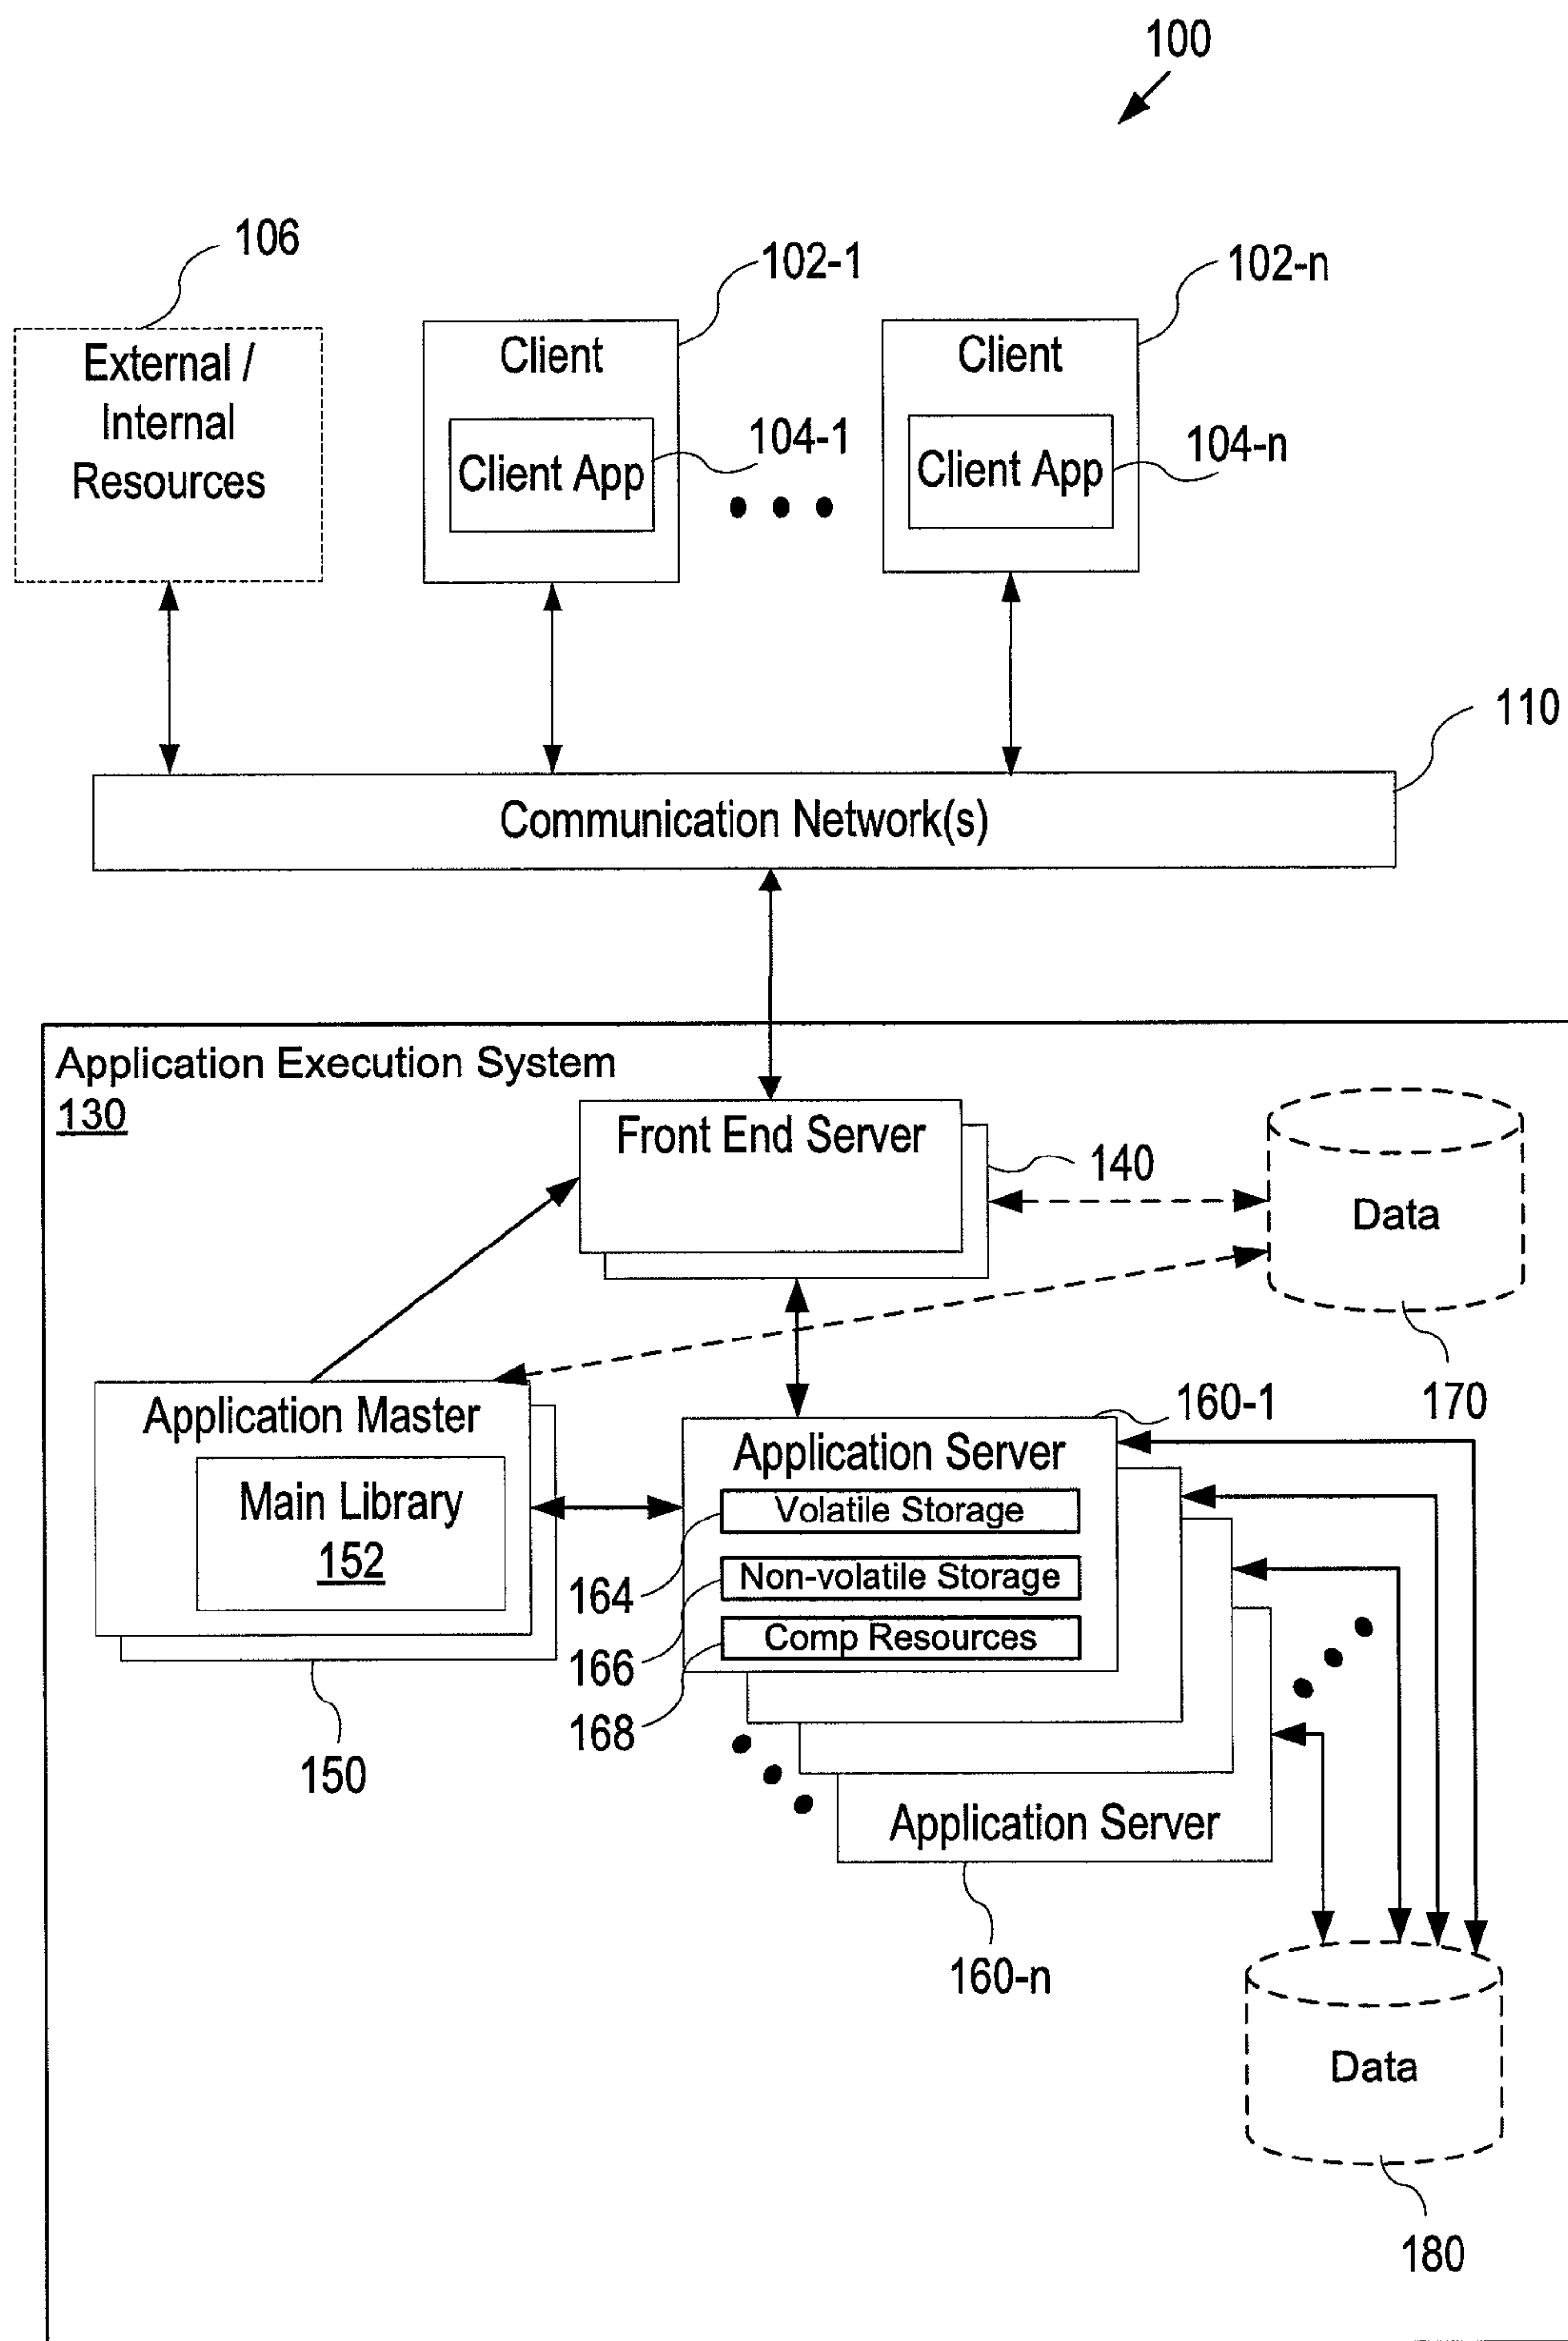 100
106
102-1
102-n
External /
Internal
Resources
Client
Client
Client App
104-1
Client App
104-n
110
Communication Network(s)
Application Execution System
130
Front End Server
140
Data
170
160-1
Application Master
Main Library
152
Application Server
Volatile Storage
164
Non-volatile Storage
166
Comp Resources
168
150
Application Server
160-n
Data
180